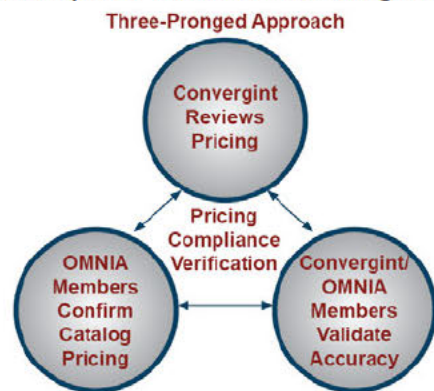 Three-Pronged Approach
Convergint
Reviews
Pricing
Pricing
Compliance
Verification
OMNIA
Members
Confirm
Catalog
Pricing
Convergint/
OMNIA
Members
Validate
Accuracy